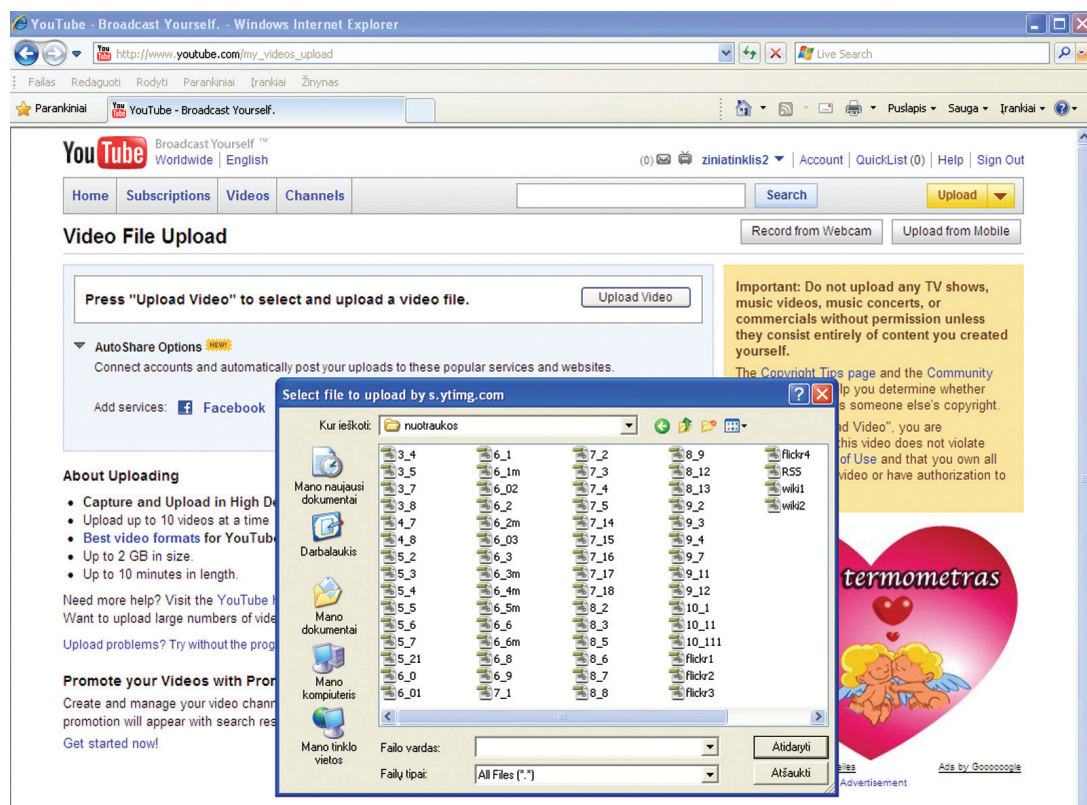 YouTube - Broadcast Yourself. - Windows Internet Explorer
http://www.youtube.com/my_videos_upload
Live Search
Failas Redaguoti Rodyti Parankiniai Įrankiai Žinynas
Parankiniai YouTube - Broadcast Yourself. Puslapis Sauga Įrankiai
YouTube Broadcast Yourself ™
Worldwide | English
(0) ziniatinklis2 | Account | QuickList (0) | Help | Sign Out
Home Subscriptions Videos Channels Search Upload
Video File Upload
Record from Webcam Upload from Mobile
Press "Upload Video" to select and upload a video file. Upload Video
AutoShare Options NEW!
Connect accounts and automatically post your uploads to these popular services and websites.
Add services: Facebook
Important: Do not upload any TV shows,
music videos, music concerts, or
commercials without permission unless
they consist entirely of content you created
yourself.
The Copyright Tips page and the Community
lp you determine whether
s someone else's copyright.
ad Video", you are
this video does not violate
of Use and that you own all
video or have authorization to
About Uploading
Capture and Upload in High De
Upload up to 10 videos at a time
Best video formats for YouTube
Up to 2 GB in size.
Up to 10 minutes in length.
Need more help? Visit the YouTube
Want to upload large numbers of vide
Upload problems? Try without the prog
Promote your Videos with Pro
Create and manage your video chann
promotion will appear with search res
Get started now!
Select file to upload by s.ytimg.com
Kur ieškoti: nuotraukos
Mano naujausi
dokumentai
Darbalaukis
Mano
dokumentai
Mano
kompiuteris
Mano tinklo
vietos
3_4 6_1 7_2 8_9 flickr4
3_5 6_1m 7_3 8_12 RSS
3_7 6_02 7_4 8_13 wiki1
3_8 6_2 7_5 9_2 wiki2
4_7 6_2m 7_14 9_3
4_8 6_03 7_15 9_4
5_2 6_3 7_16 9_7
5_3 6_3m 7_17 9_11
5_4 6_4m 7_18 9_12
5_5 6_5m 8_2 10_1
5_6 6_6 8_3 10_11
5_7 6_6m 8_5 10_111
5_21 6_8 8_6 flickr1
6_0 6_9 8_7 flickr2
6_01 7_1 8_8 flickr3
Failo vardas: Atidaryti
Failų tipai: All Files (*.*) Atšaukti
termometras
Ads by Goooooogle
Advertisement